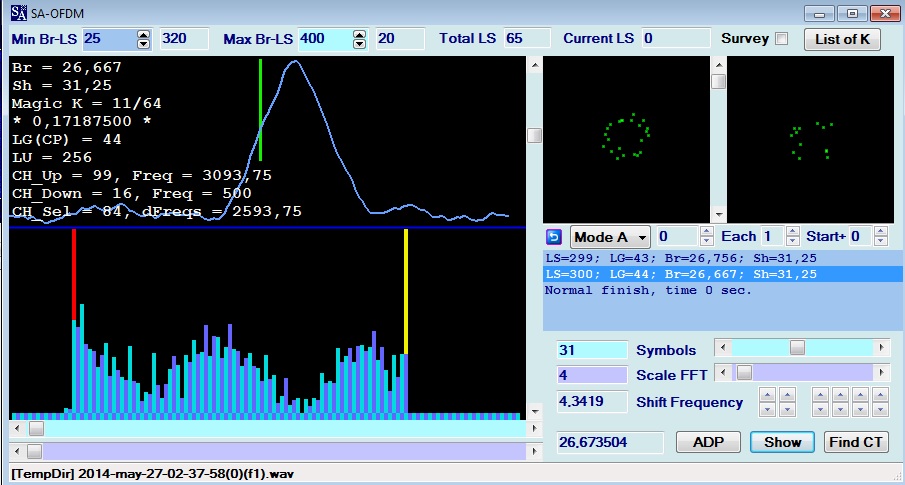 SA-OFDM
Min Br-LS 25 320 Max Br-LS 400 20 Total LS 65 Current LS 0 Survey List of K
Br = 26,667
Sh = 31,25
Magic K = 11/64
* 0,17187500 *
LG(CP) = 44
LU = 256
CH_Up = 99, Freq = 3093,75
CH_Down = 16, Freq = 500
CH_Sel = 84, dFreqs = 2593,75
Mode A 0 Each 1 Start+ 0
LS=299; LG=43; Br=26,756; Sh=31,25
LS=300; LG=44; Br=26,667; Sh=31,25
Normal finish, time 0 sec.
31 Symbols
4 Scale FFT
4.3419 Shift Frequency
26.673504 ADP Show Find CT
[TempDir] 2014-may-27-02-37-58(0)(f1).wav